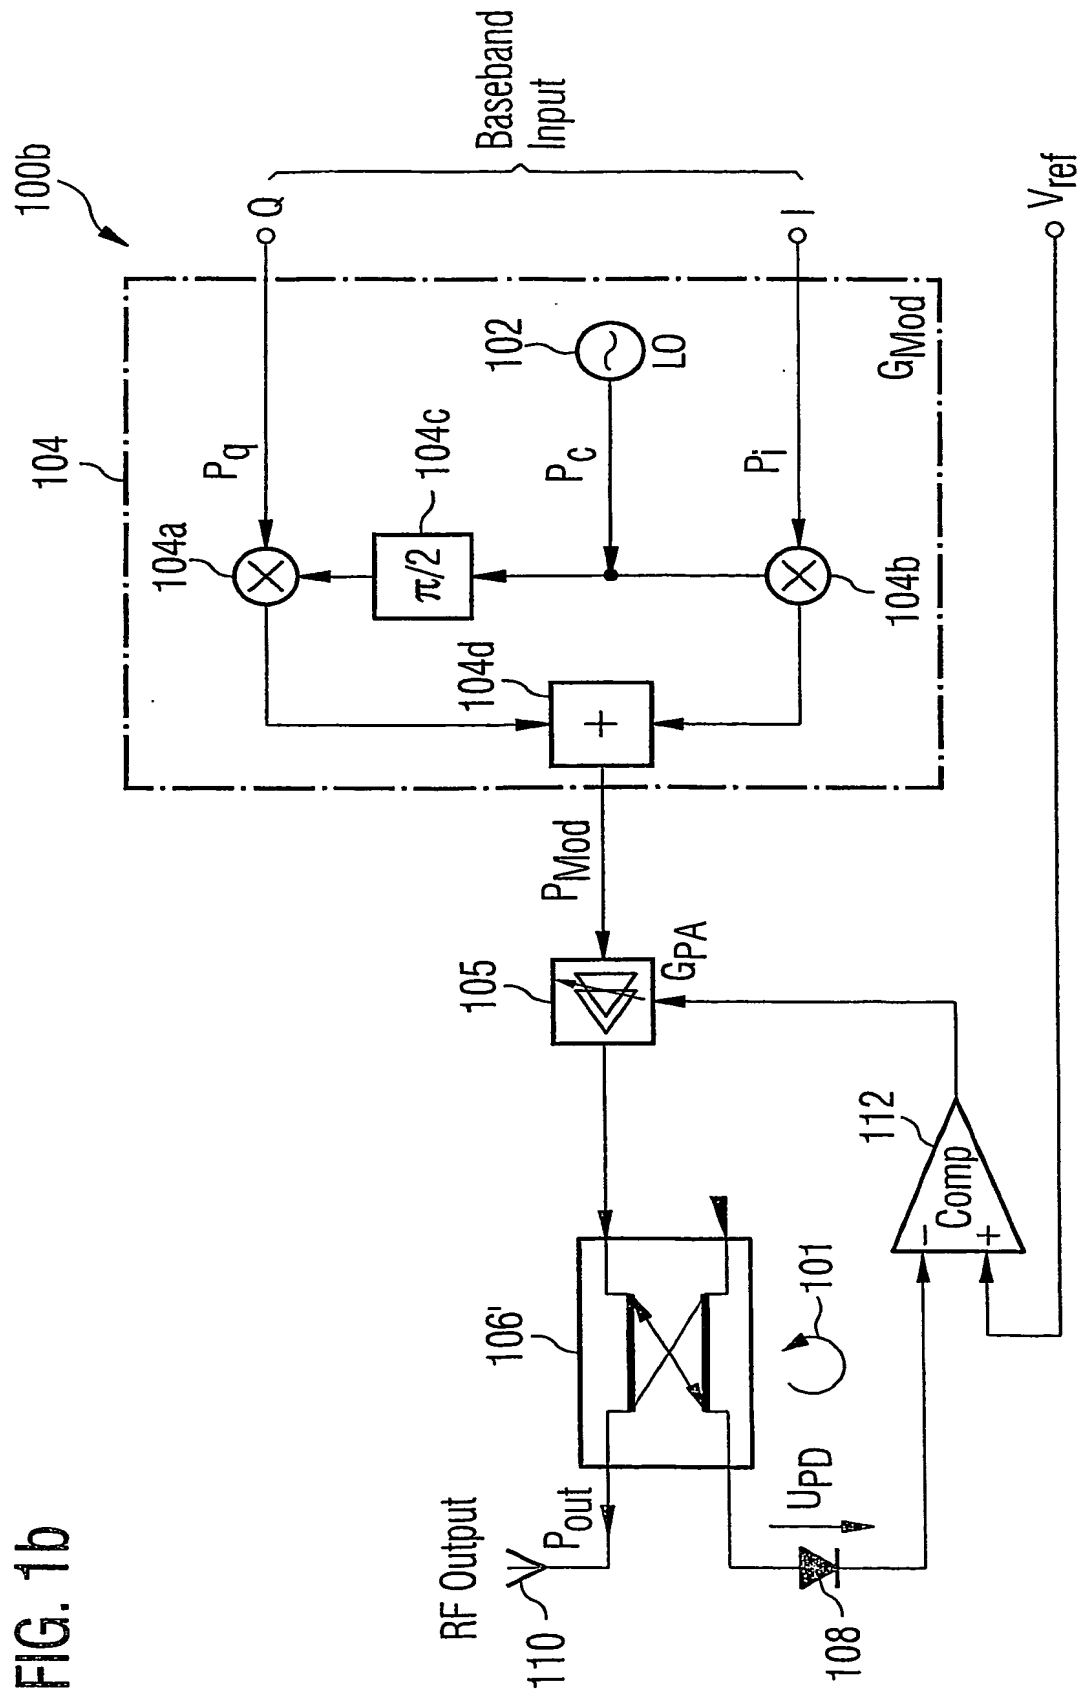 FIG. 1b
100b
104
Q
Baseband
Input
I
Vref
104a
Pq
104c
π/2
102
LO
Pc
Pi
104b
GMod
104d
+
PMod
105
GPA
106'
101
112
Comp
−
+
RF Output
Pout
110
UPD
108